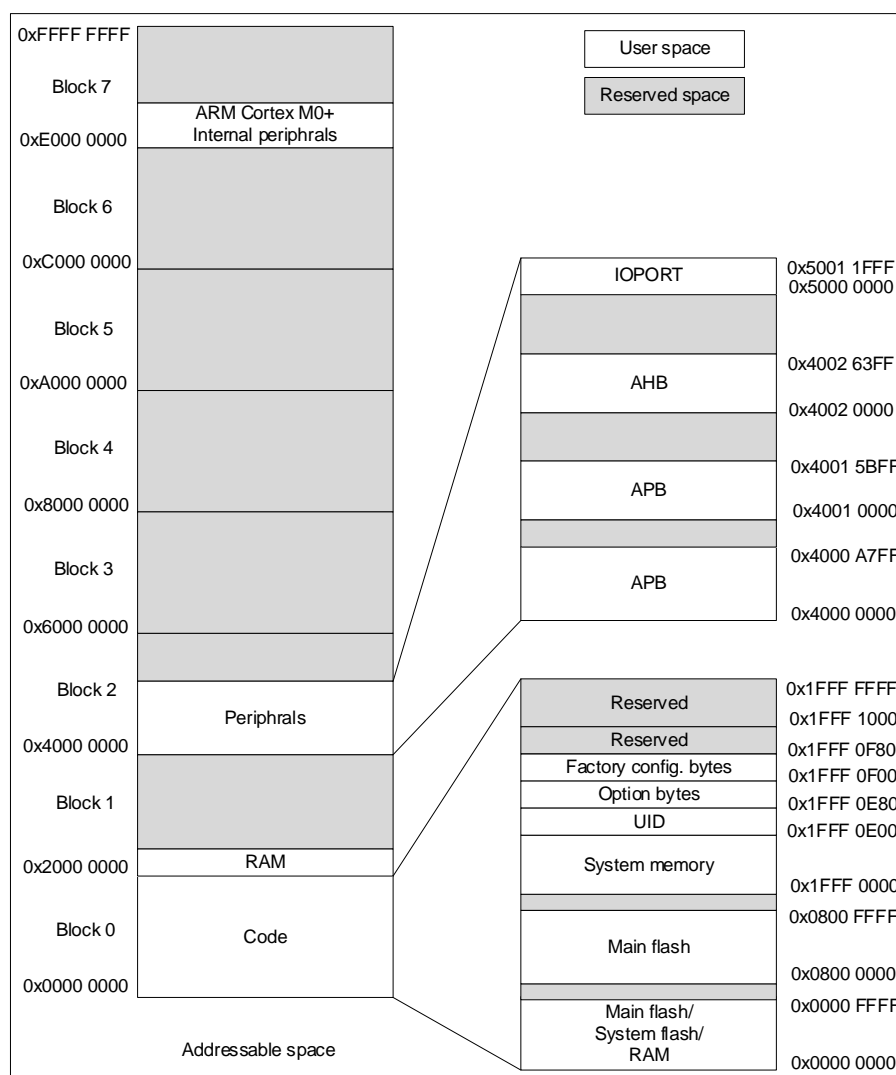 0xFFFF FFFF
Block 7
ARM Cortex M0+
Internal periphrals
0xE000 0000
Block 6
0xC000 0000
Block 5
0xA000 0000
Block 4
0x8000 0000
Block 3
0x6000 0000
Block 2
Periphrals
0x4000 0000
Block 1
0x2000 0000
RAM
Block 0
Code
0x0000 0000
Addressable space
User space
Reserved space
IOPORT
0x5001 1FFF
0x5000 0000
AHB
0x4002 63FF
0x4002 0000
APB
0x4001 5BFF
0x4001 0000
APB
0x4000 A7FF
0x4000 0000
Reserved
0x1FFF FFFF
0x1FFF 1000
Reserved
0x1FFF 0F80
Factory config. bytes
0x1FFF 0F00
Option bytes
0x1FFF 0E80
UID
0x1FFF 0E00
System memory
0x1FFF 0000
0x0800 FFFF
Main flash
0x0800 0000
0x0000 FFFF
Main flash/
System flash/
RAM
0x0000 0000